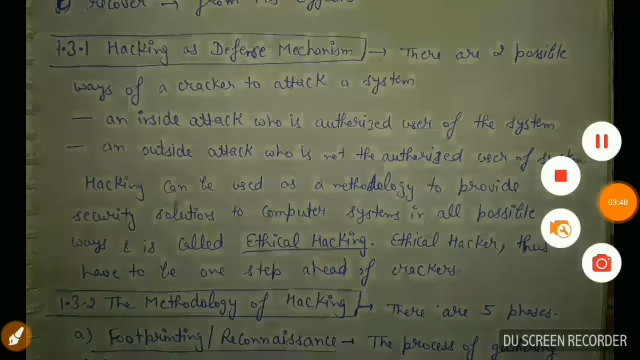 recover → from his
1.3.1 Hacking as Defense Mechanism → There are 2 possible
ways of a cracker to attack a system
— an inside attack who is authorized user of the system
— an outside attack who is not the authorized user of
Hacking can be used as a methodology to provide
security solutions to computer systems in all possible
ways & is called Ethical Hacking. Ethical Hacker, thus
have to be one step ahead of crackers.
1.3.2 The Methodology of Hacking → There are 5 phases.
a) Footprinting / Reconnaissance → The process of
03:48
DU SCREEN RECORDER